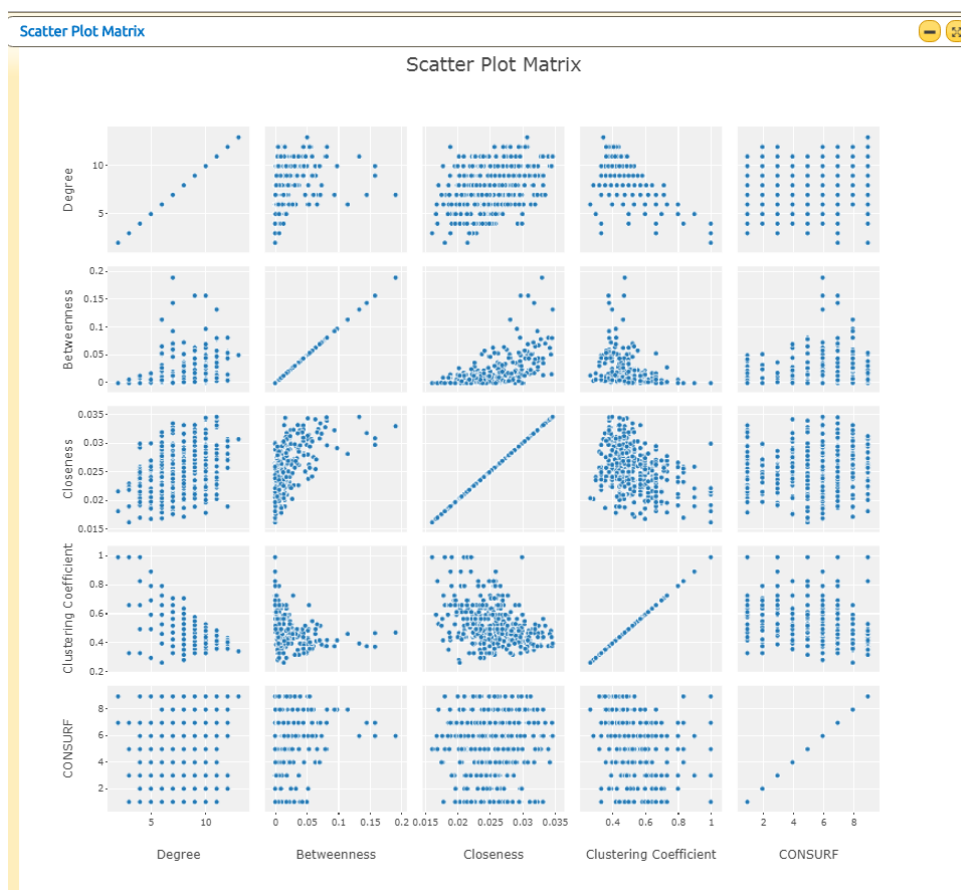 Scatter Plot Matrix
Scatter Plot Matrix
Degree
10
5
Betweenness
0.2
0.15
0.1
0.05
0
Closeness
0.035
0.03
0.025
0.02
0.015
Clustering Coefficient
1
0.8
0.6
0.4
0.2
CONSURF
8
6
4
2
5 10 0 0.05 0.1 0.15 0.2 0.015 0.02 0.025 0.03 0.035 0.4 0.6 0.8 1 2 4 6 8
Degree Betweenness Closeness Clustering Coefficient CONSURF